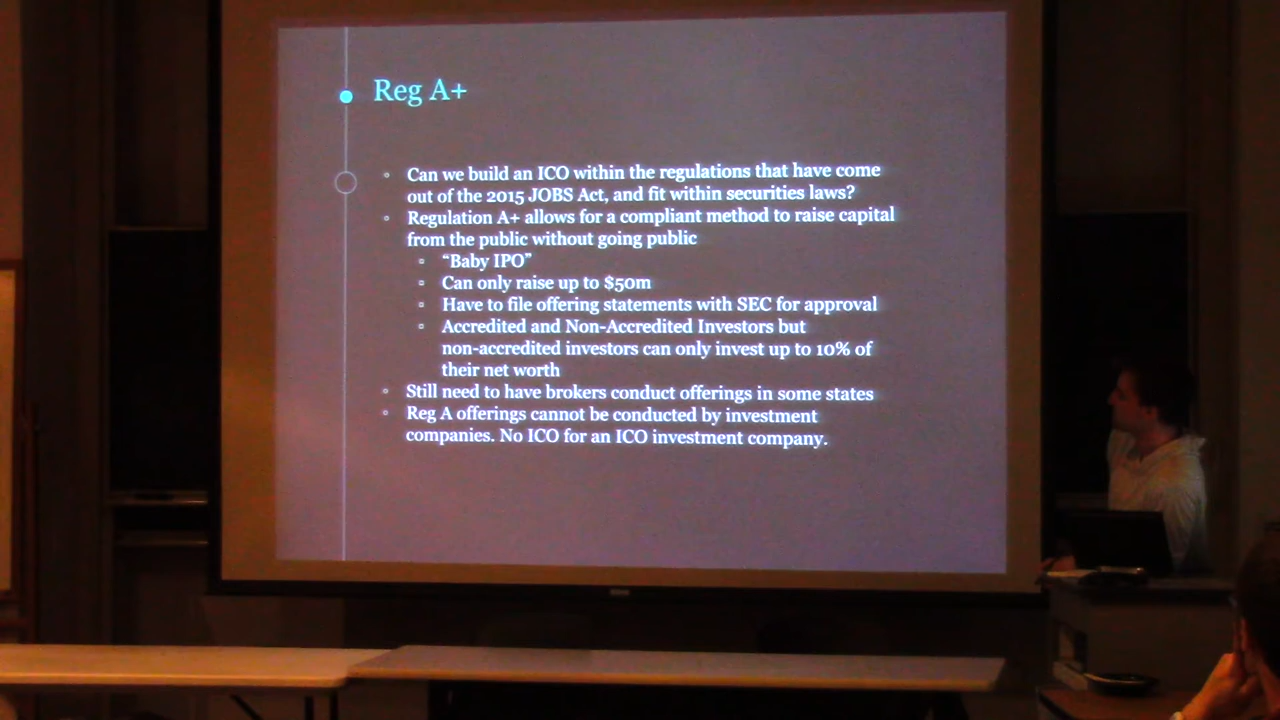 Reg A+
Can we build an ICO within the regulations that have come
out of the 2015 JOBS Act, and fit within securities laws?
Regulation A+ allows for a compliant method to raise capital
from the public without going public
“Baby IPO”
Can only raise up to $50m
Have to file offering statements with SEC for approval
Accredited and Non-Accredited Investors but
non-accredited investors can only invest up to 10% of
their net worth
Still need to have brokers conduct offerings in some states
Reg A offerings cannot be conducted by investment
companies. No ICO for an ICO investment company.